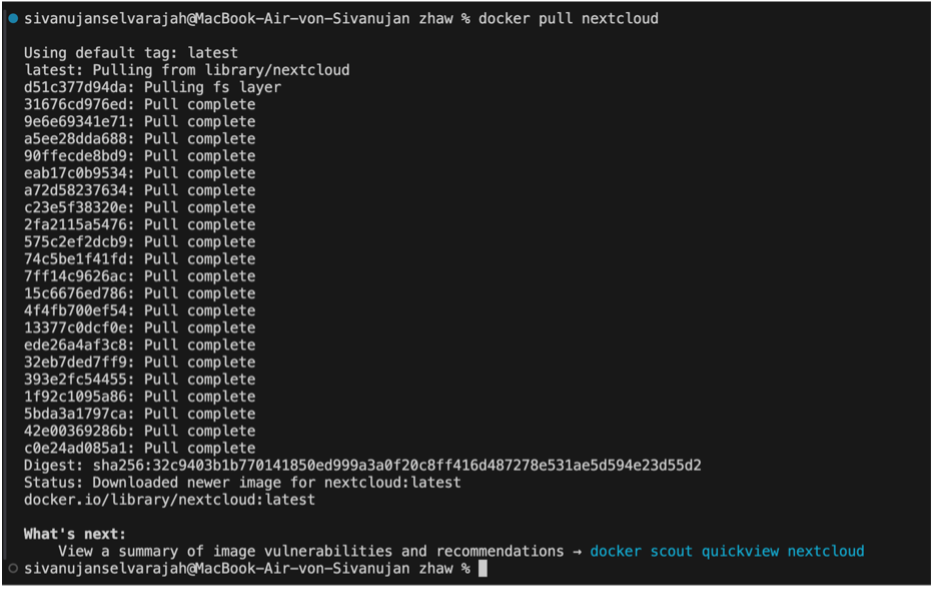 sivanujanselvarajah@MacBook-Air-von-Sivanujan zhaw % docker pull nextcloud
Using default tag: latest
latest: Pulling from library/nextcloud
d51c377d94da: Pulling fs layer
31676cd976ed: Pull complete
9e6e69341e71: Pull complete
a5ee28dda688: Pull complete
90ffecde8bd9: Pull complete
eab17c0b9534: Pull complete
a72d58237634: Pull complete
c23e5f38320e: Pull complete
2fa2115a5476: Pull complete
575c2ef2dcb9: Pull complete
74c5be1f41fd: Pull complete
7ff14c9626ac: Pull complete
15c6676ed786: Pull complete
4f4fb700ef54: Pull complete
13377c0dcf0e: Pull complete
ede26a4af3c8: Pull complete
32eb7ded7ff9: Pull complete
393e2fc54455: Pull complete
1f92c1095a86: Pull complete
5bda3a1797ca: Pull complete
42e00369286b: Pull complete
c0e24ad085a1: Pull complete
Digest: sha256:32c9403b1b770141850ed999a3a0f20c8ff416d487278e531ae5d594e23d55d2
Status: Downloaded newer image for nextcloud:latest
docker.io/library/nextcloud:latest
What's next:
View a summary of image vulnerabilities and recommendations → docker scout quickview nextcloud
sivanujanselvarajah@MacBook-Air-von-Sivanujan zhaw %